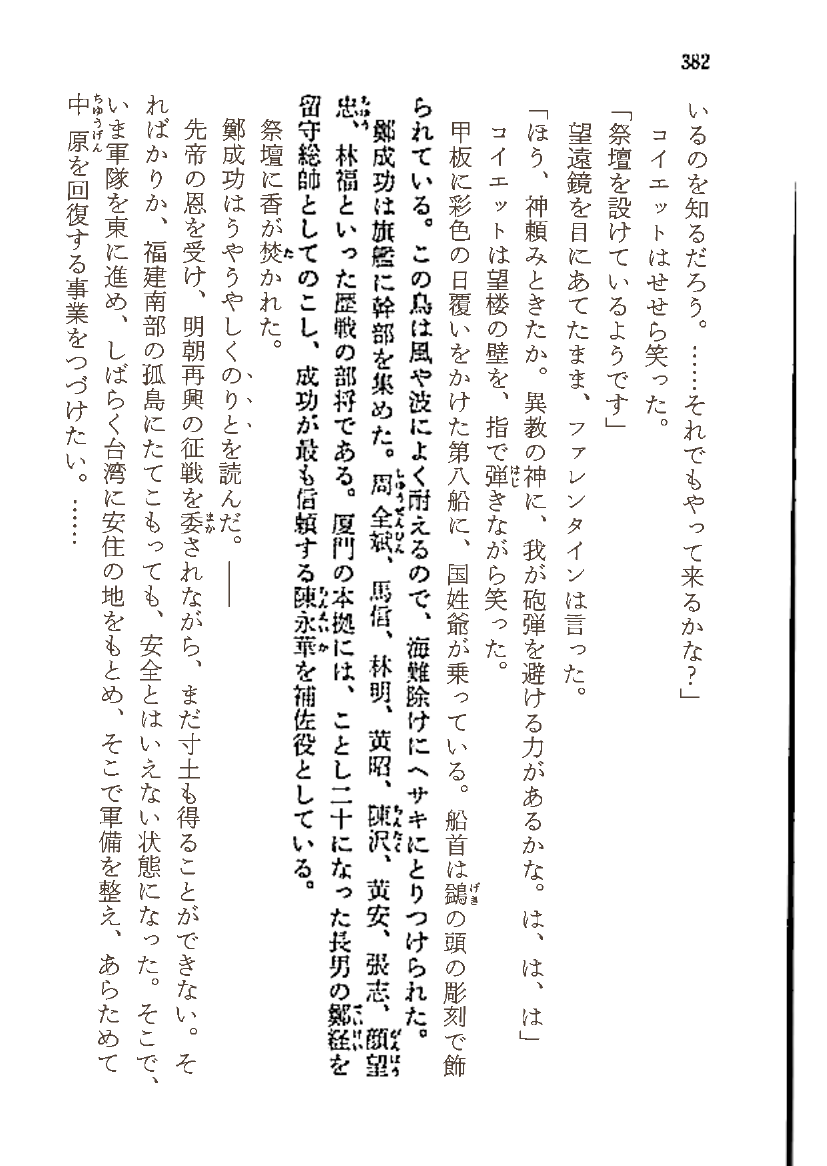 382
いるのを知るだろう。……それでもやって来るかな？」
コイエットはせせら笑った。
「祭壇を設けているようです」
望遠鏡を目にあてたまま、ファレンタインは言った。
「ほう、神頼みときたか。異教の神に、我が砲弾を避ける力があるかな。は、は、は」
コイエットは望楼の壁を、指で弾きながら笑った。
甲板に彩色の日覆いをかけた第八船に、国姓爺が乗っている。船首は鷁の頭の彫刻で飾
られている。この鳥は風や波によく耐えるので、海難除けにヘサキにとりつけられた。
鄭成功は旗艦に幹部を集めた。周全斌、馬信、林明、黄昭、陳沢、黄安、張志、顔望
忠、林福といった歴戦の部将である。厦門の本拠には、ことし二十になった長男の鄭経を
留守総師としてのこし、成功が最も信頼する陳永華を補佐役としている。
祭壇に香が焚かれた。
鄭成功はうやうやしくのりとを読んだ。――
先帝の恩を受け、明朝再興の征戦を委されながら、まだ寸土も得ることができない。そ
ればかりか、福建南部の孤島にたてこもっても、安全とはいえない状態になった。そこで、
いま軍隊を東に進め、しばらく台湾に安住の地をもとめ、そこで軍備を整え、あらためて
中原を回復する事業をつづけたい。……